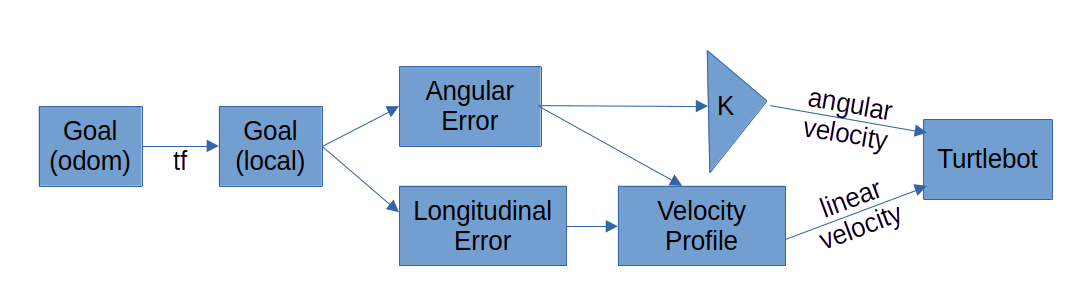 Goal
(odom)
tf
Goal
(local)
Angular
Error
Longitudinal
Error
K
Velocity
Profile
angular
velocity
linear
velocity
Turtlebot